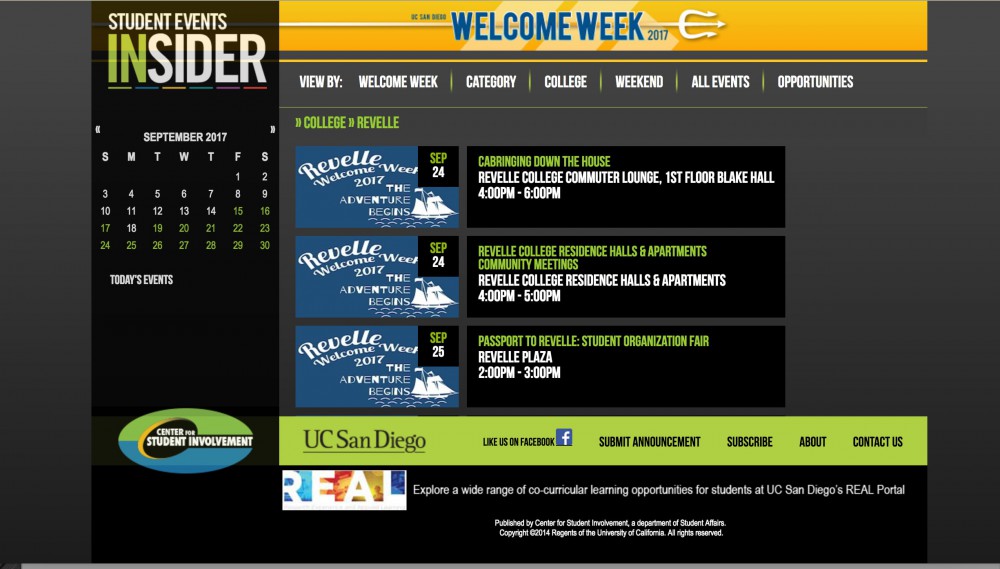 STUDENT EVENTS
INSIDER
UC SAN DIEGO WELCOME WEEK 2017
VIEW BY: WELCOME WEEK CATEGORY COLLEGE WEEKEND ALL EVENTS OPPORTUNITIES
» COLLEGE » REVELLE
« »
SEPTEMBER 2017
S M T W T F S
1 2
3 4 5 6 7 8 9
10 11 12 13 14 15 16
17 18 19 20 21 22 23
24 25 26 27 28 29 30
TODAY'S EVENTS
Revelle
Welcome Week
2017
THE
ADVENTURE
BEGINS
SEP
24
CABRINGING DOWN THE HOUSE
REVELLE COLLEGE COMMUTER LOUNGE, 1ST FLOOR BLAKE HALL
4:00PM - 6:00PM
Revelle
Welcome Week
2017
THE
ADVENTURE
BEGINS
SEP
24
REVELLE COLLEGE RESIDENCE HALLS & APARTMENTS
COMMUNITY MEETINGS
REVELLE COLLEGE RESIDENCE HALLS & APARTMENTS
4:00PM - 5:00PM
Revelle
Welcome Week
2017
THE
ADVENTURE
BEGINS
SEP
25
PASSPORT TO REVELLE: STUDENT ORGANIZATION FAIR
REVELLE PLAZA
2:00PM - 3:00PM
CENTER FOR
STUDENT INVOLVEMENT
UC San Diego
LIKE US ON FACEBOOK f SUBMIT ANNOUNCEMENT SUBSCRIBE ABOUT CONTACT US
REAL
Explore a wide range of co-curricular learning opportunities for students at UC San Diego's REAL Portal
Published by Center for Student Involvement, a department of Student Affairs.
Copyright ©2014 Regents of the University of California. All rights reserved.